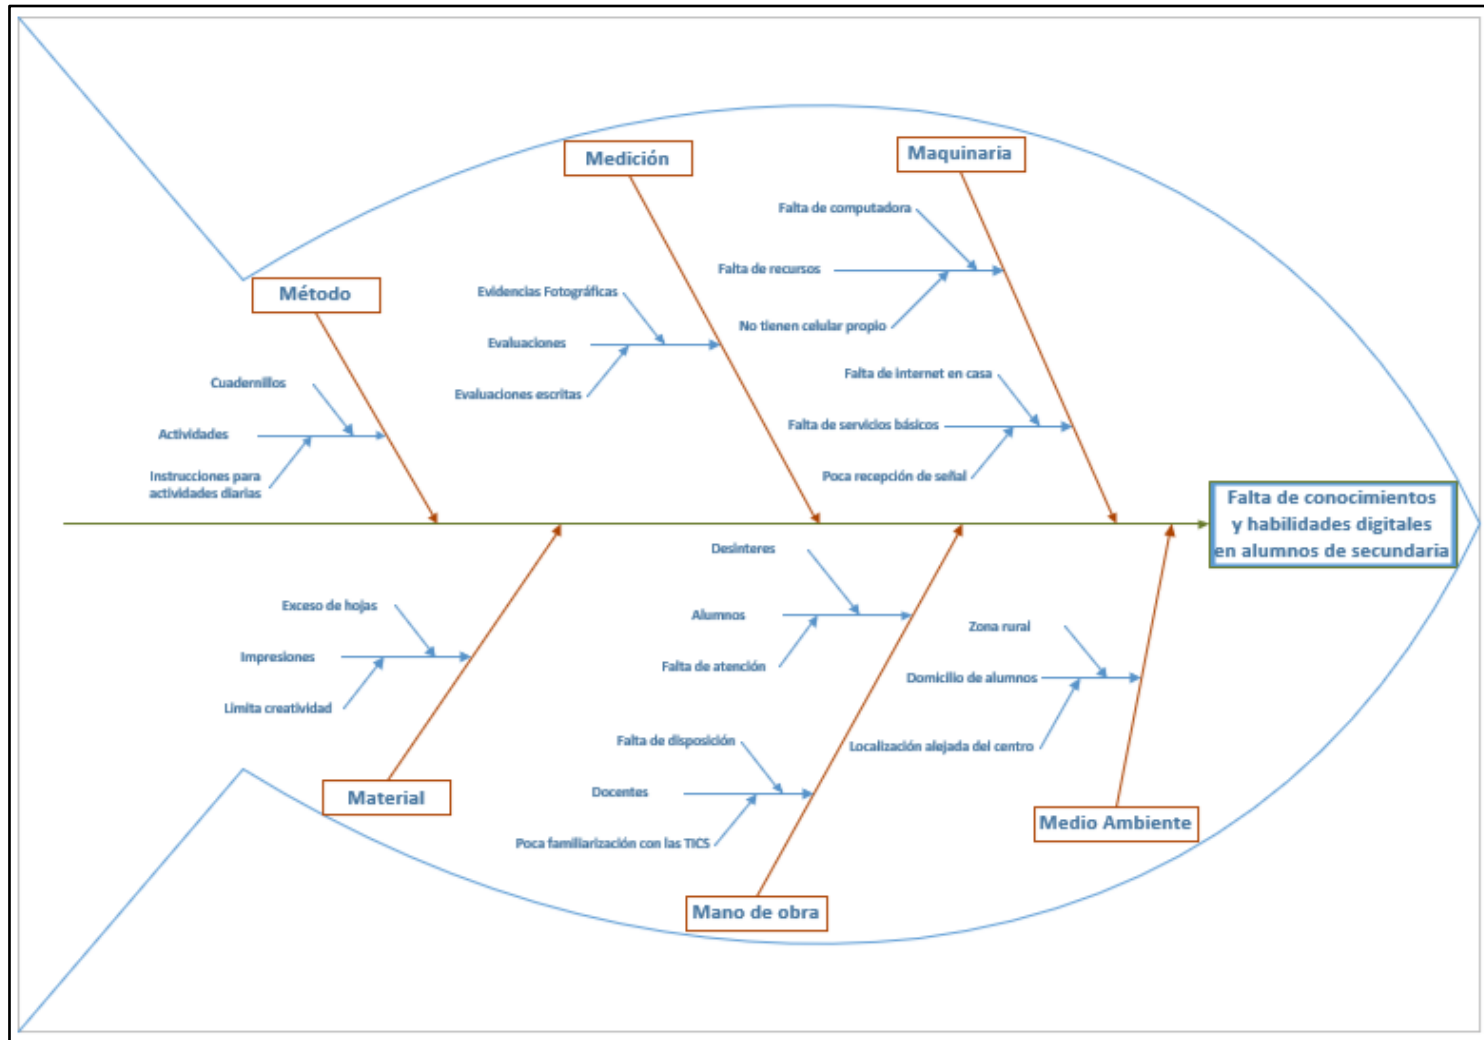 Medición
Maquinaria
Falta de computadora
Falta de recursos
No tienen celular propio
Falta de internet en casa
Falta de servicios básicos
Poca recepción de señal
Evidencias Fotográficas
Evaluaciones
Evaluaciones escritas
Método
Cuadernillos
Actividades
Instrucciones para
actividades diarias
Falta de conocimientos
y habilidades digitales
en alumnos de secundaria
Exceso de hojas
Impresiones
Limita creatividad
Material
Desinteres
Alumnos
Falta de atención
Falta de disposición
Docentes
Poca familiarización con las TICS
Mano de obra
Zona rural
Domicilio de alumnos
Localización alejada del centro
Medio Ambiente